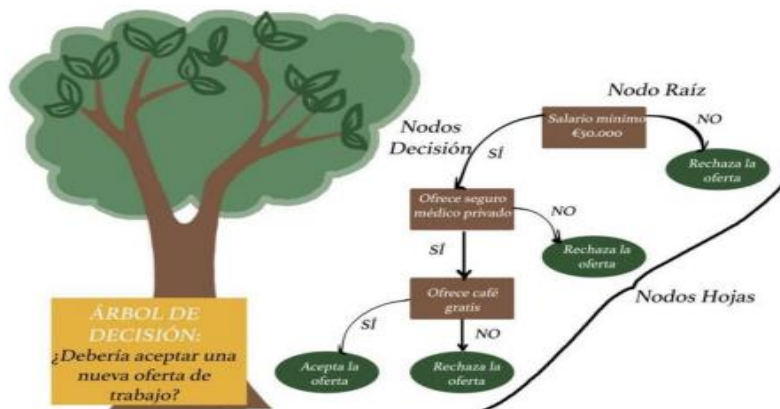 Nodo Raíz
Salario mínimo
€50.000
NO
Nodos
Decisión
SÍ
Rechaza la
oferta
Ofrece seguro
médico privado
NO
SÍ
Rechaza la
oferta
Ofrece café
gratis
Nodos Hojas
SÍ
NO
Acepta la
oferta
Rechaza la
oferta
ÁRBOL DE
DECISIÓN:
¿Debería aceptar una
nueva oferta de
trabajo?